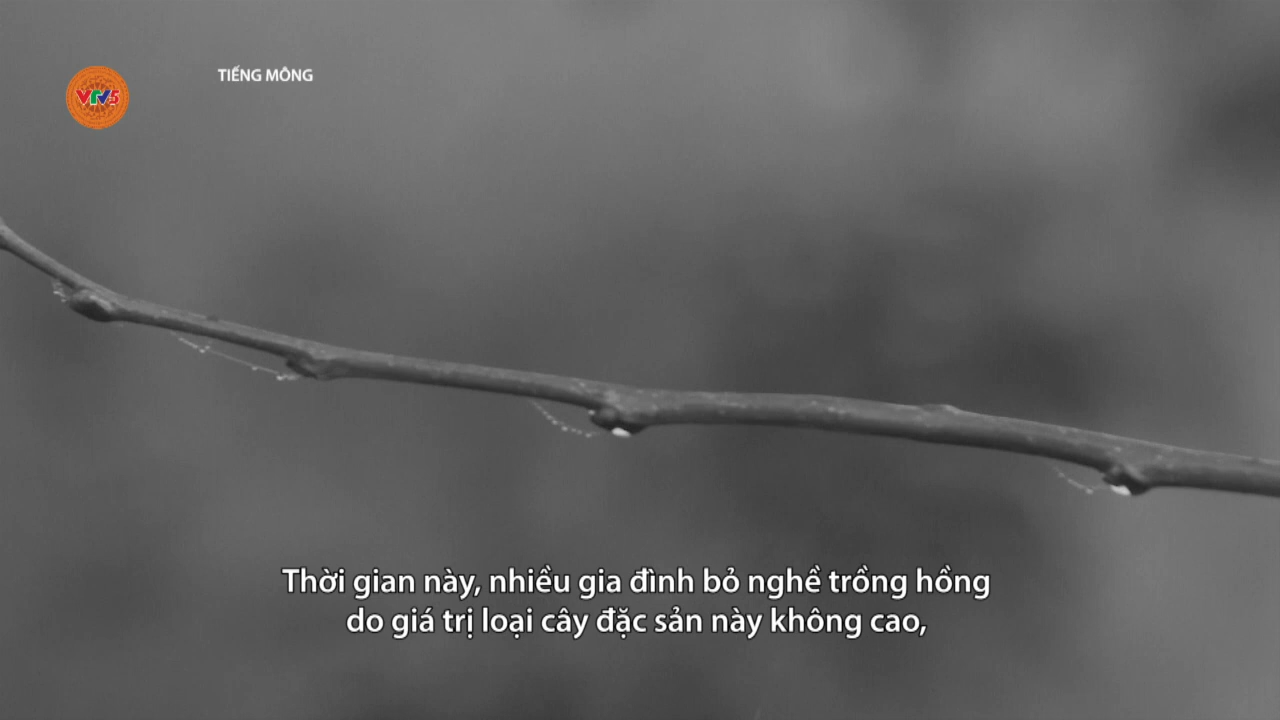 TIẾNG MÔNG
VTV5
Thời gian này, nhiều gia đình bỏ nghề trồng hồng
do giá trị loại cây đặc sản này không cao,